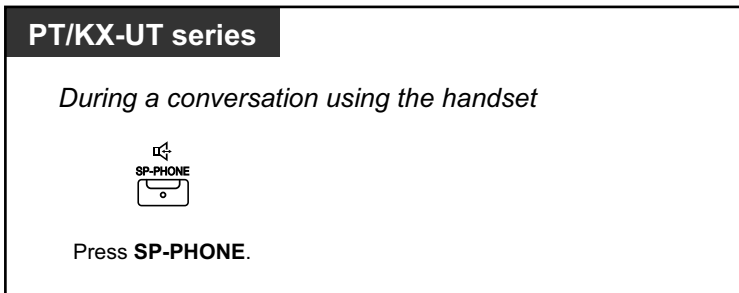 PT/KX-UT series
During a conversation using the handset
SP-PHONE
Press SP-PHONE.